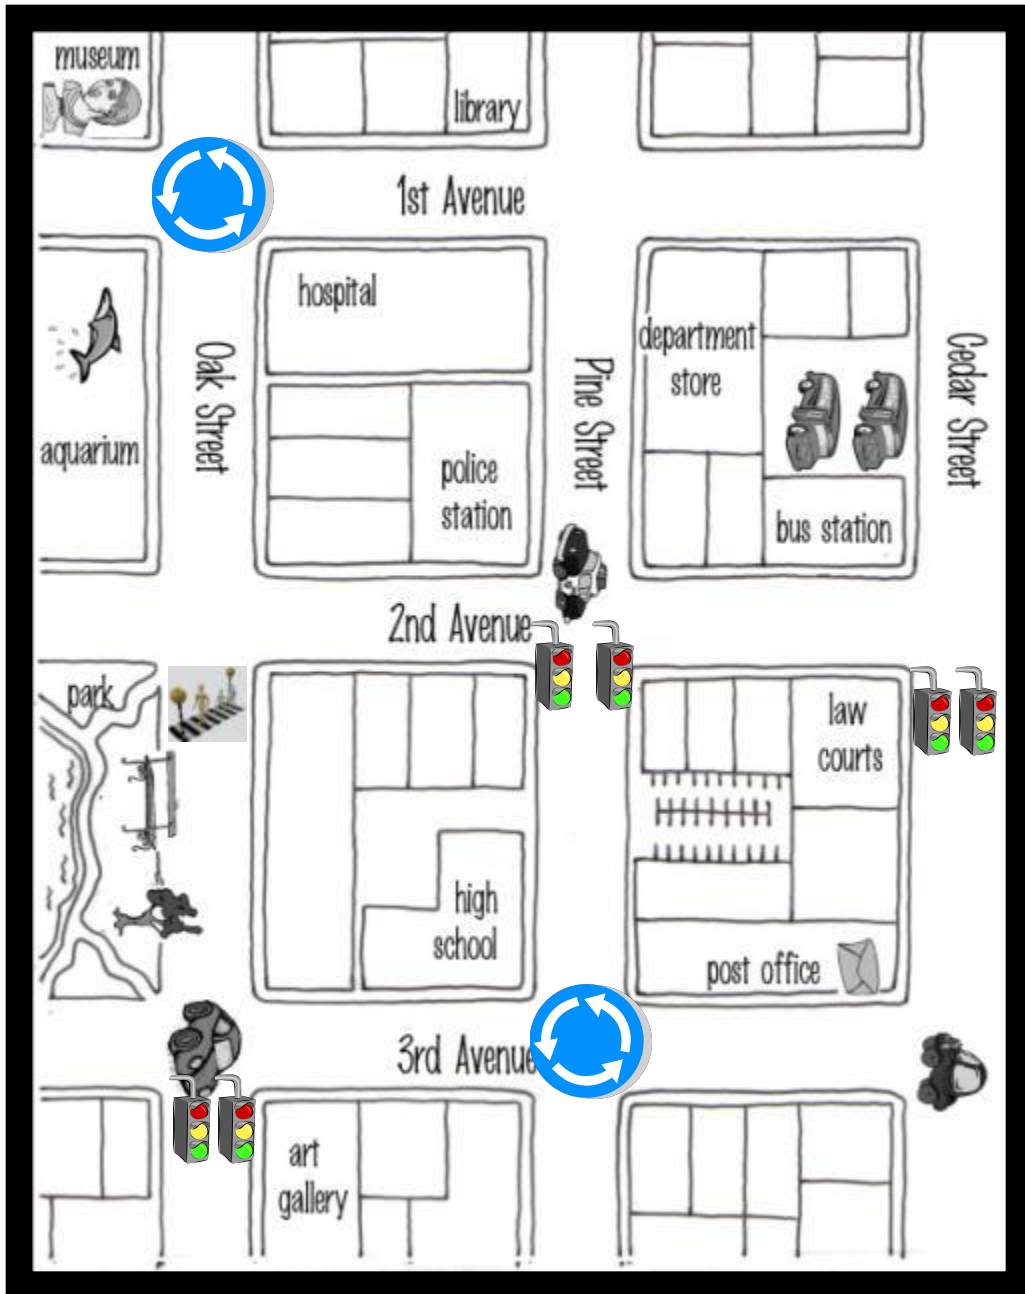 museum
library
1st Avenue
hospital
department
store
Oak Street
Pine Street
Cedar Street
aquarium
police
station
bus station
2nd Avenue
park
law
courts
high
school
post office
3rd Avenue
art
gallery